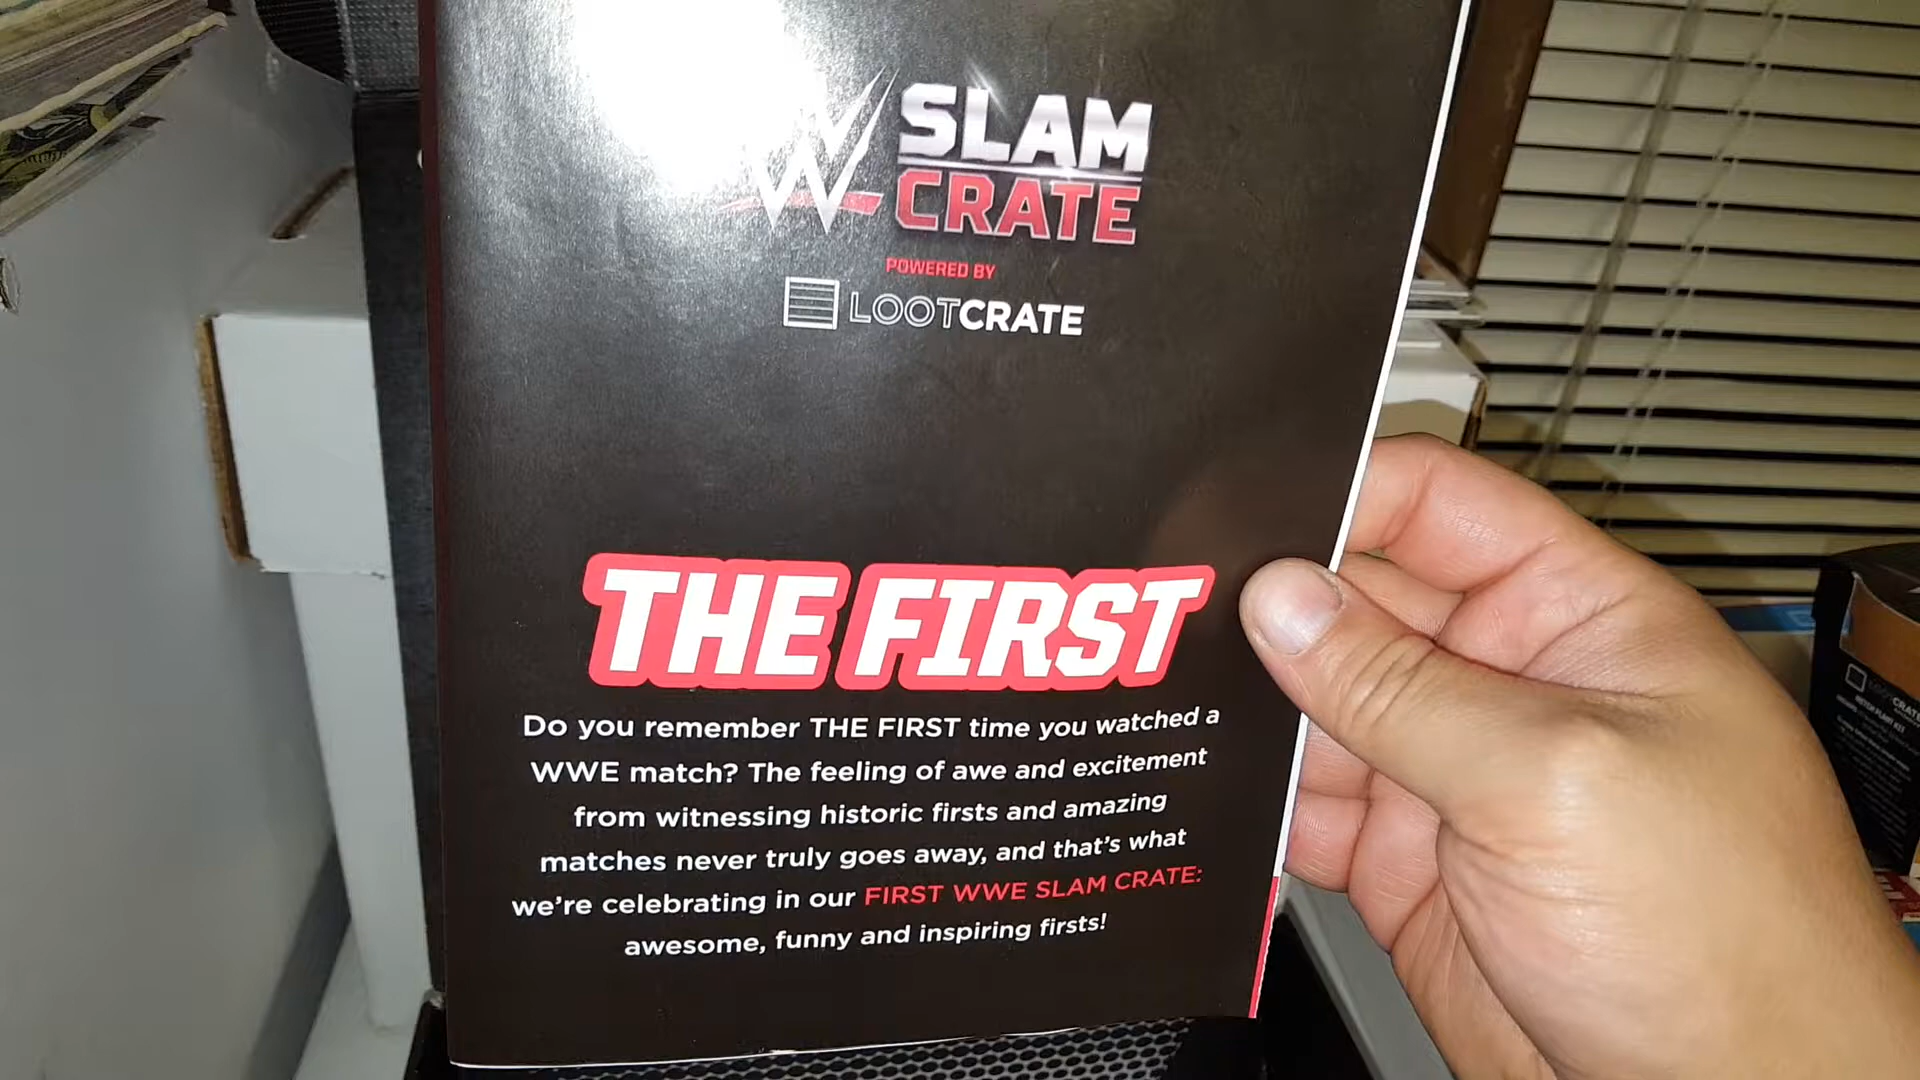 W SLAM
CRATE
POWERED BY
LOOTCRATE
THE FIRST
Do you remember THE FIRST time you watched a
WWE match? The feeling of awe and excitement
from witnessing historic firsts and amazing
matches never truly goes away, and that's what
we're celebrating in our FIRST WWE SLAM CRATE:
awesome, funny and inspiring firsts!